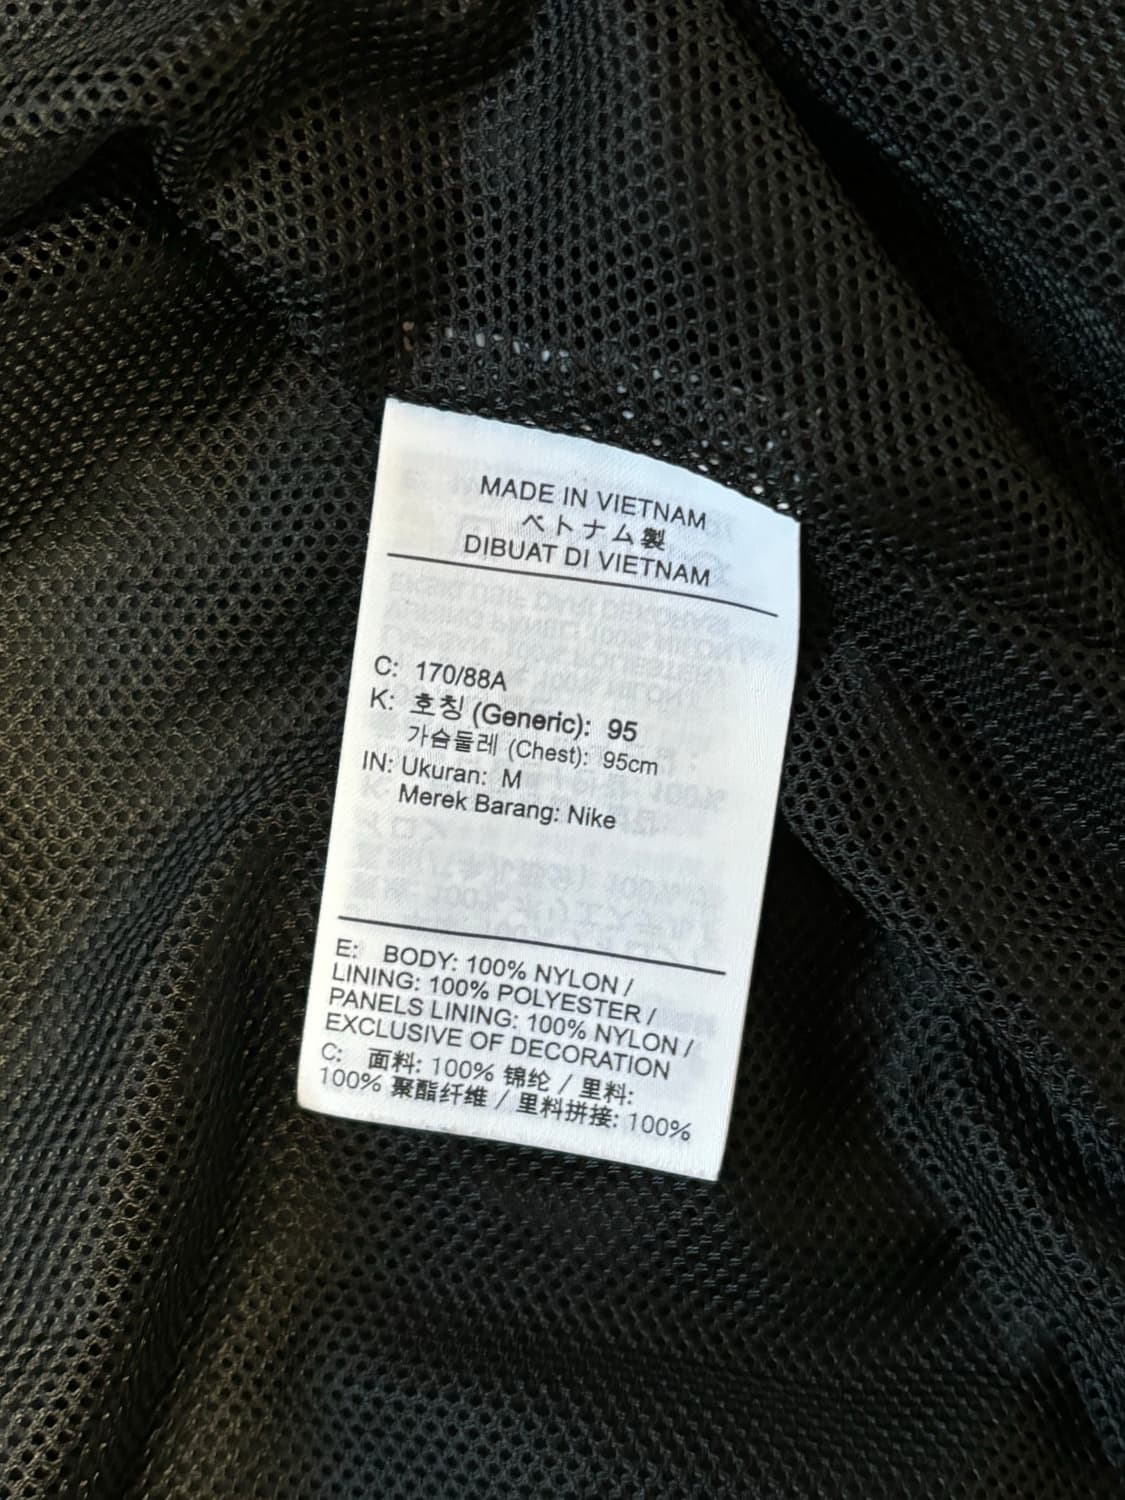 MADE IN VIETNAM
ベトナム製
DIBUAT DI VIETNAM
C: 170/88A
K: 호칭 (Generic): 95
가슴둘레 (Chest): 95cm
IN: Ukuran: M
Merek Barang: Nike
E: BODY: 100% NYLON /
LINING: 100% POLYESTER /
PANELS LINING: 100% NYLON /
EXCLUSIVE OF DECORATION
C: 面料: 100% 锦纶 / 里料:
100% 聚酯纤维 / 里料拼接: 100%